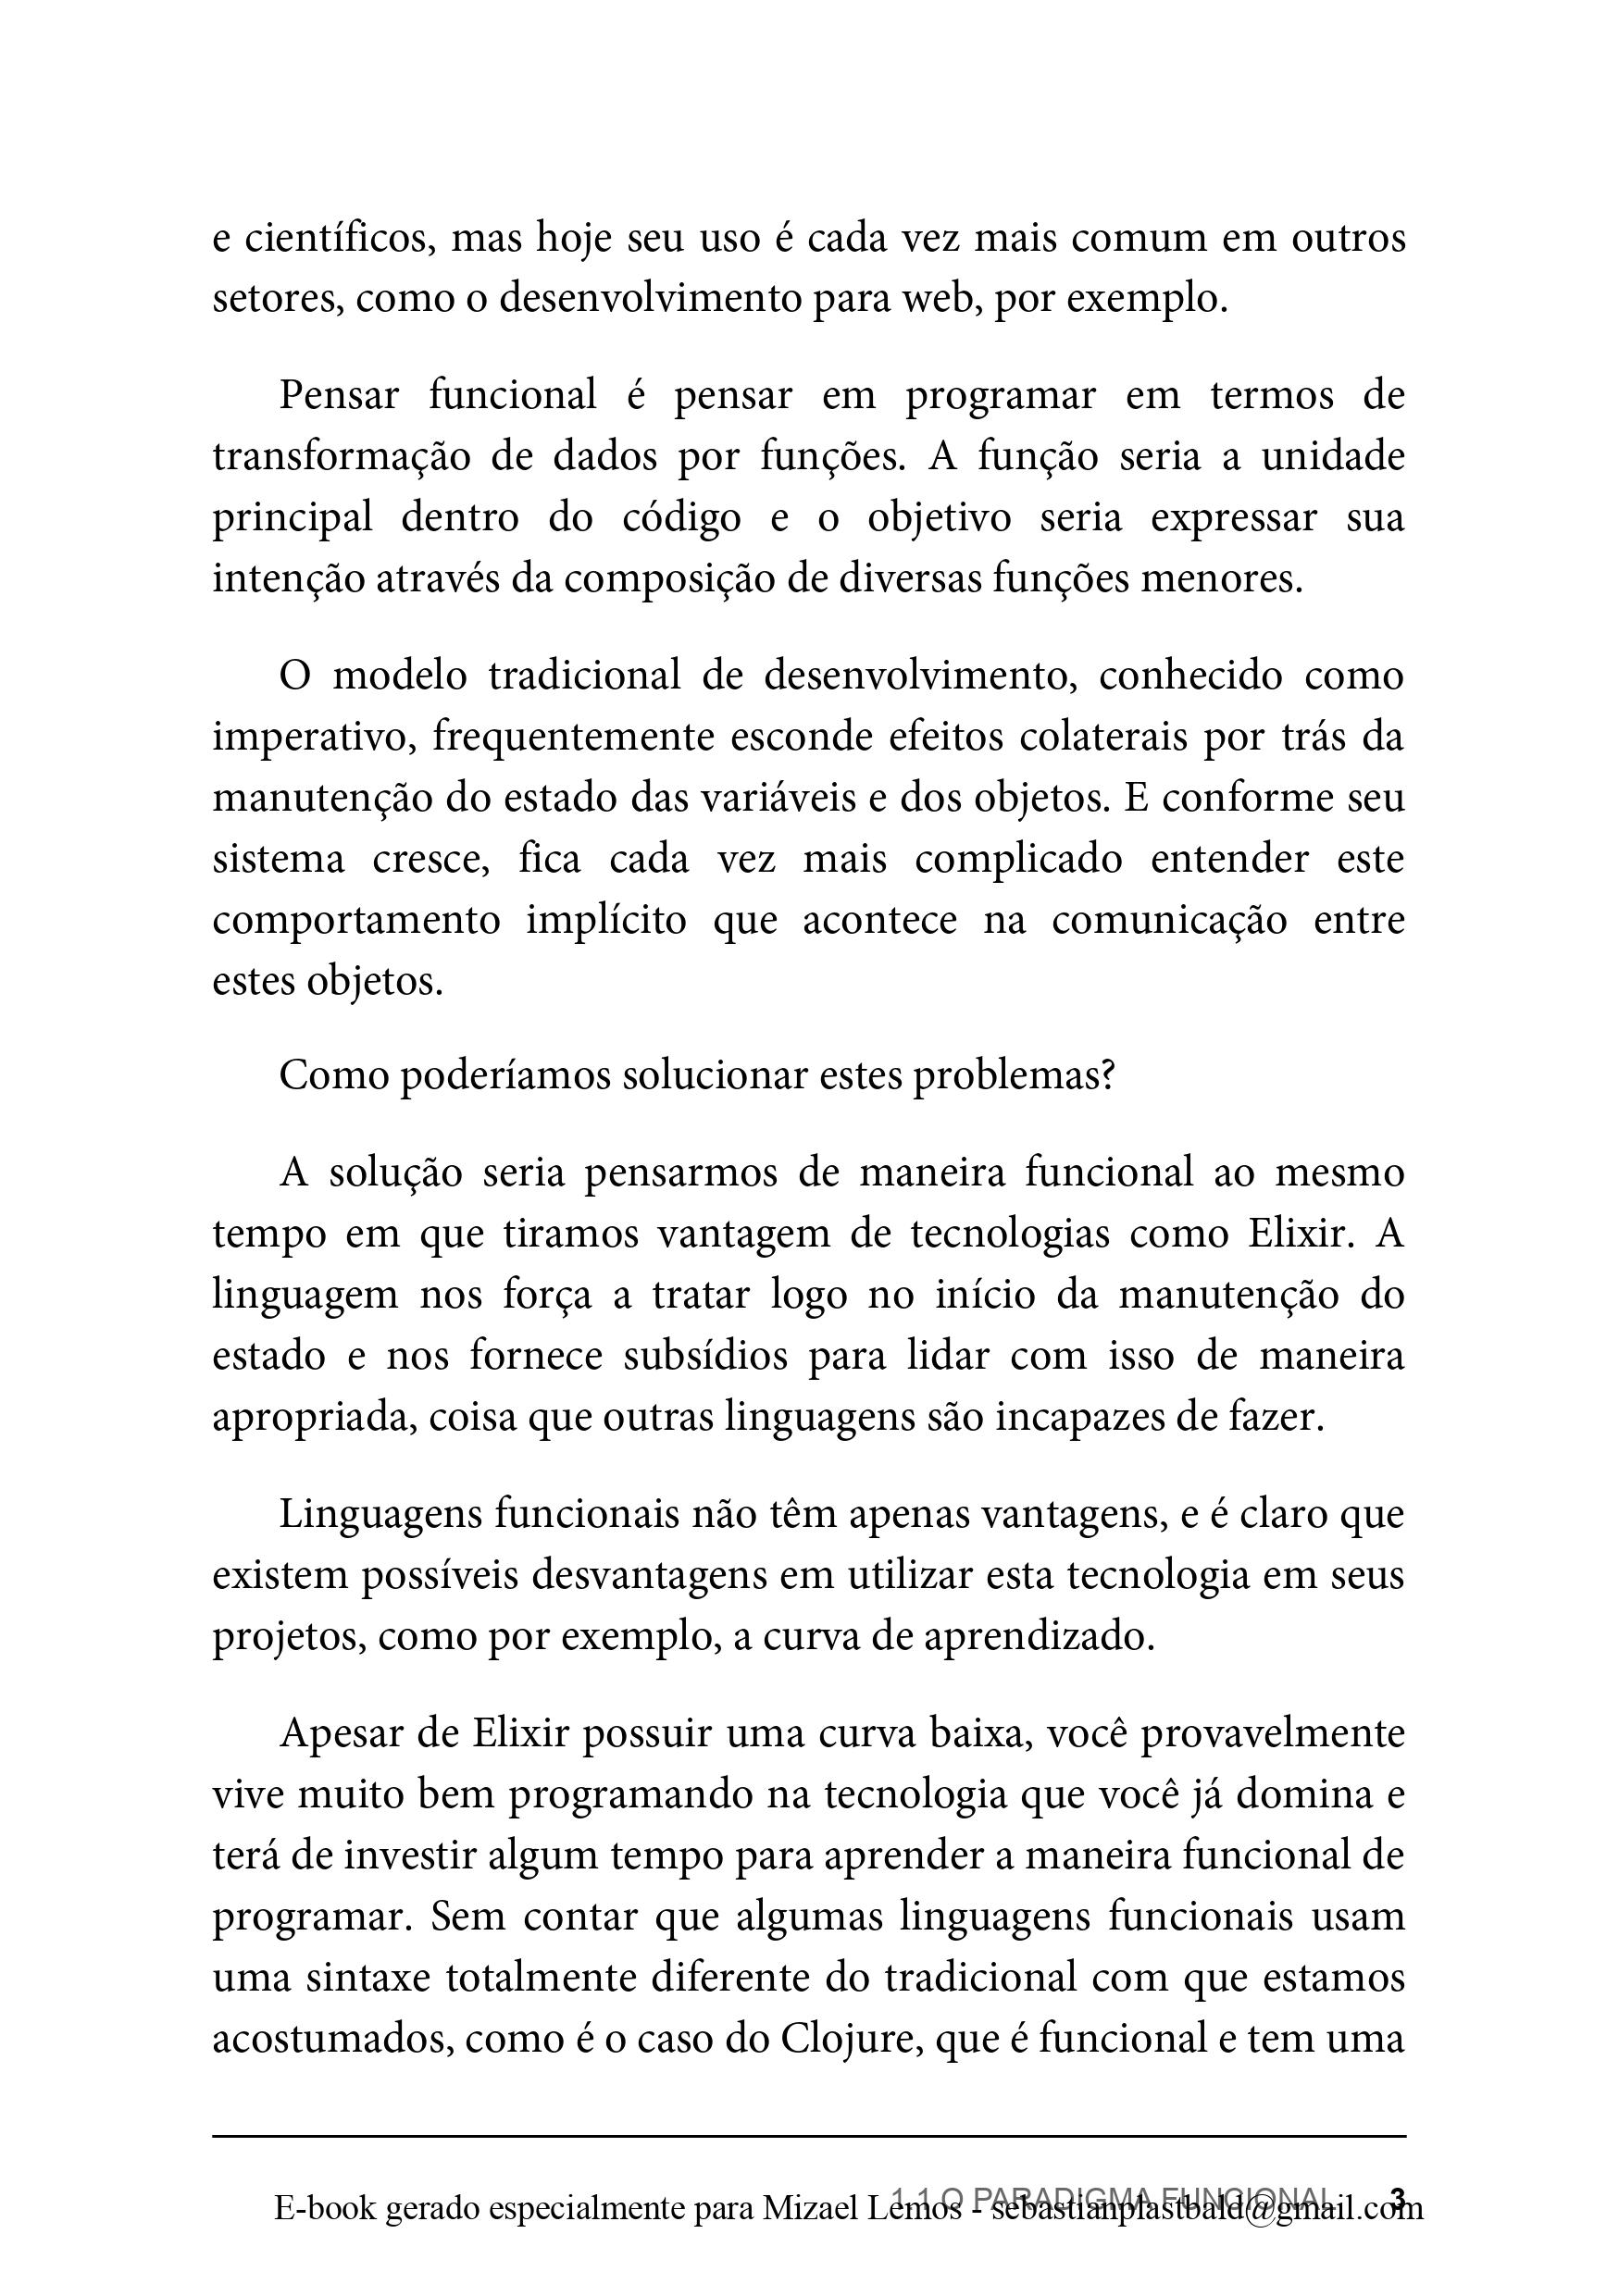 e científicos, mas hoje seu uso é cada vez mais comum em outros
setores, como o desenvolvimento para web, por exemplo.
Pensar funcional é pensar em programar em termos de
transformação de dados por funções. A função seria a unidade
principal dentro do código e o objetivo seria expressar sua
intenção através da composição de diversas funções menores.
O modelo tradicional de desenvolvimento, conhecido como
imperativo, frequentemente esconde efeitos colaterais por trás da
manutenção do estado das variáveis e dos objetos. E conforme seu
sistema cresce, fica cada vez mais complicado entender este
comportamento implícito que acontece na comunicação entre
estes objetos.
Como poderíamos solucionar estes problemas?
A solução seria pensarmos de maneira funcional ao mesmo
tempo em que tiramos vantagem de tecnologias como Elixir. A
linguagem nos força a tratar logo no início da manutenção do
estado e nos fornece subsídios para lidar com isso de maneira
apropriada, coisa que outras linguagens são incapazes de fazer.
Linguagens funcionais não têm apenas vantagens, e é claro que
existem possíveis desvantagens em utilizar esta tecnologia em seus
projetos, como por exemplo, a curva de aprendizado.
Apesar de Elixir possuir uma curva baixa, você provavelmente
vive muito bem programando na tecnologia que você já domina e
terá de investir algum tempo para aprender a maneira funcional de
programar. Sem contar que algumas linguagens funcionais usam
uma sintaxe totalmente diferente do tradicional com que estamos
acostumados, como é o caso do Clojure, que é funcional e tem uma
1.1 O PARADIGMA FUNCIONAL 3
E-book gerado especialmente para Mizael Lemos - sebastianplastbald@gmail.com